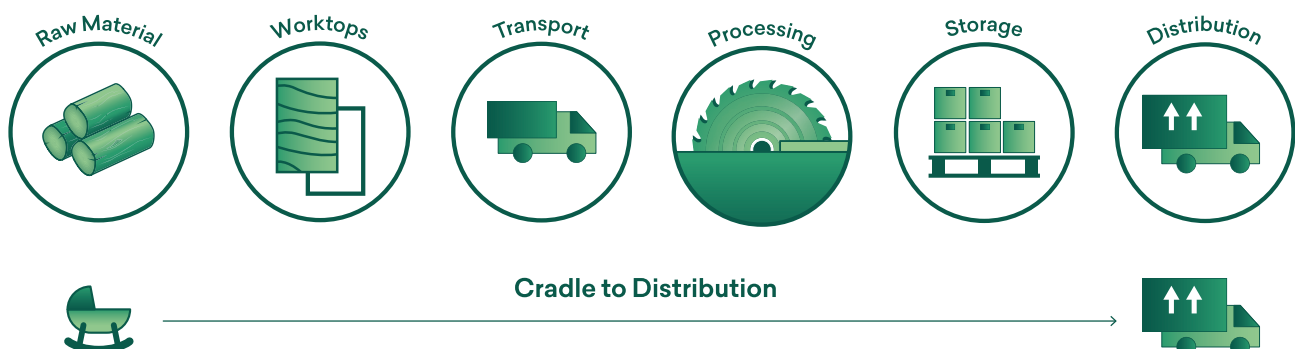 Raw Material
Worktops
Transport
Processing
Storage
Distribution
Cradle to Distribution